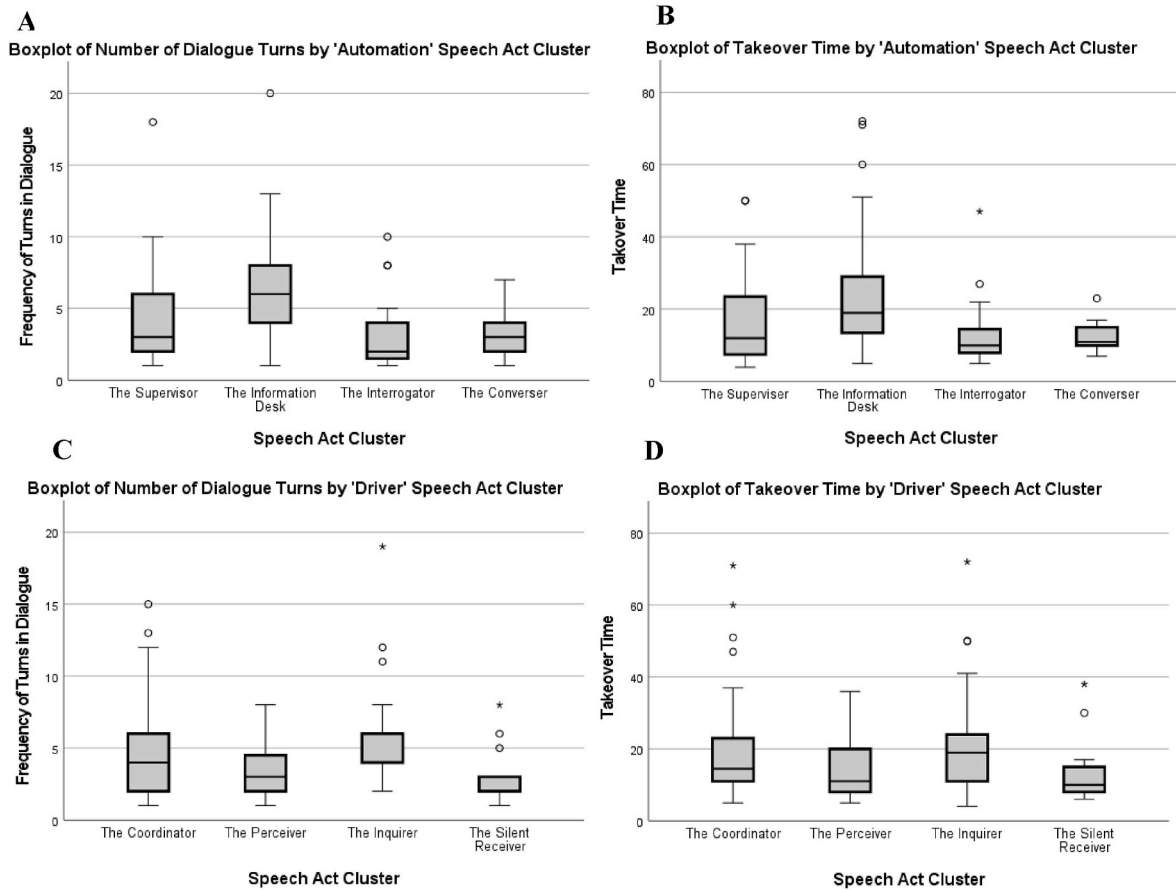 A
Boxplot of Number of Dialogue Turns by 'Automation' Speech Act Cluster
Frequency of Turns in Dialogue
20
15
10
5
0
The Supervisor
The Information
Desk
The Interrogator
The Converser
Speech Act Cluster
B
Boxplot of Takeover Time by 'Automation' Speech Act Cluster
Takover Time
80
60
40
20
0
The Superviser
The Information
Desk
The Interrogator
The Converser
Speech Act Cluster
C
Boxplot of Number of Dialogue Turns by 'Driver' Speech Act Cluster
Frequency of Turns in Dialogue
20
15
10
5
0
The Coordinator
The Perceiver
The Inquirer
The Silent
Receiver
Speech Act Cluster
D
Boxplot of Takeover Time by 'Driver' Speech Act Cluster
Takeover Time
80
60
40
20
0
The Coordinator
The Perceiver
The Inquirer
The Silent
Receiver
Speech Act Cluster